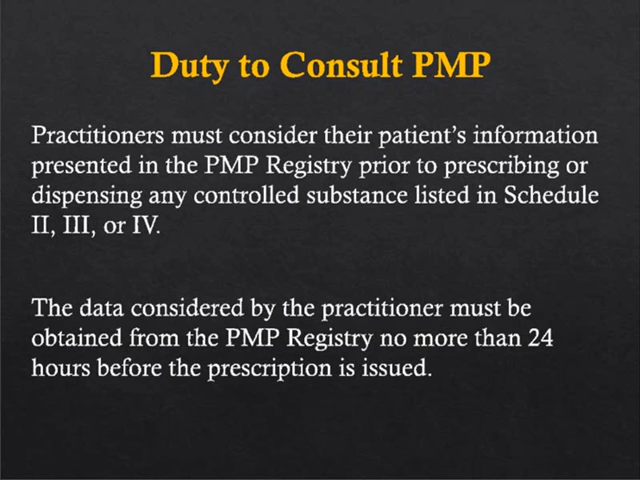 Duty to Consult PMP
Practitioners must consider their patient’s information
presented in the PMP Registry prior to prescribing or
dispensing any controlled substance listed in Schedule
II, III, or IV.
The data considered by the practitioner must be
obtained from the PMP Registry no more than 24
hours before the prescription is issued.